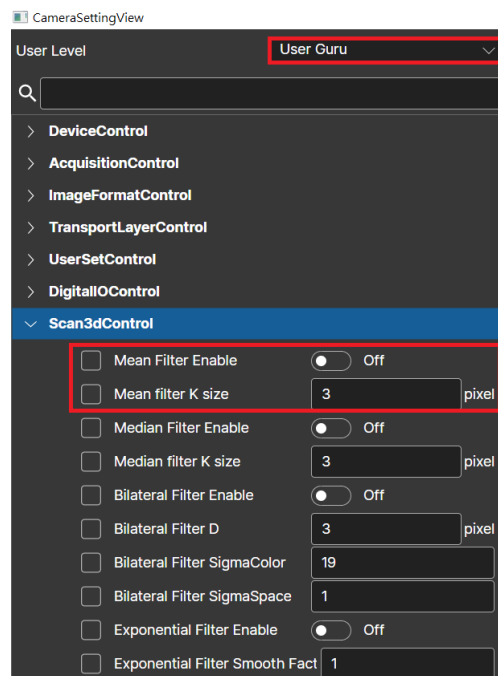 CameraSettingView
User Level User Guru
DeviceControl
AcquisitionControl
ImageFormatControl
TransportLayerControl
UserSetControl
DigitalIOControl
Scan3dControl
Mean Filter Enable Off
Mean filter K size 3 pixel
Median Filter Enable Off
Median filter K size 3 pixel
Bilateral Filter Enable Off
Bilateral Filter D 3 pixel
Bilateral Filter SigmaColor 19
Bilateral Filter SigmaSpace 1
Exponential Filter Enable Off
Exponential Filter Smooth Fact 1